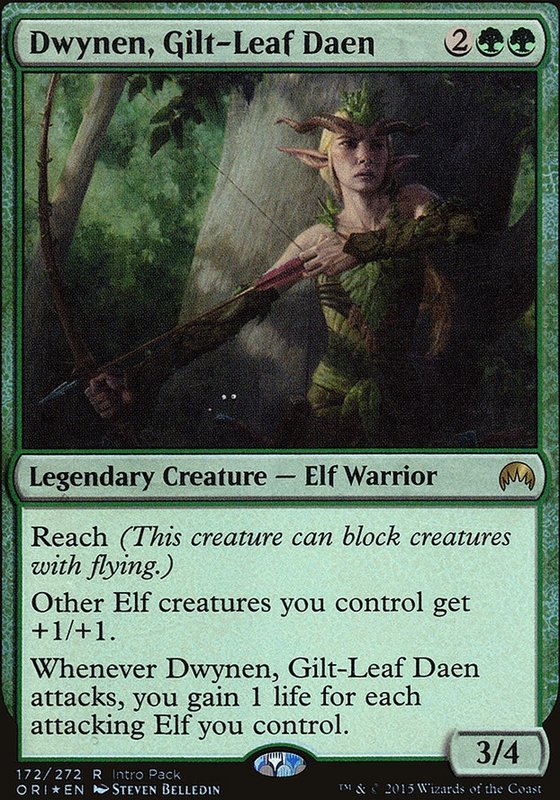 Dwynen, Gilt-Leaf Daen 2
Legendary Creature — Elf Warrior
Reach (This creature can block creatures
with flying.)
Other Elf creatures you control get
+1/+1.
Whenever Dwynen, Gilt-Leaf Daen
attacks, you gain 1 life for each
attacking Elf you control.
3/4
172/272 R Intro Pack
ORI★EN Steven Belledin
™ & © 2015 Wizards of the Coast